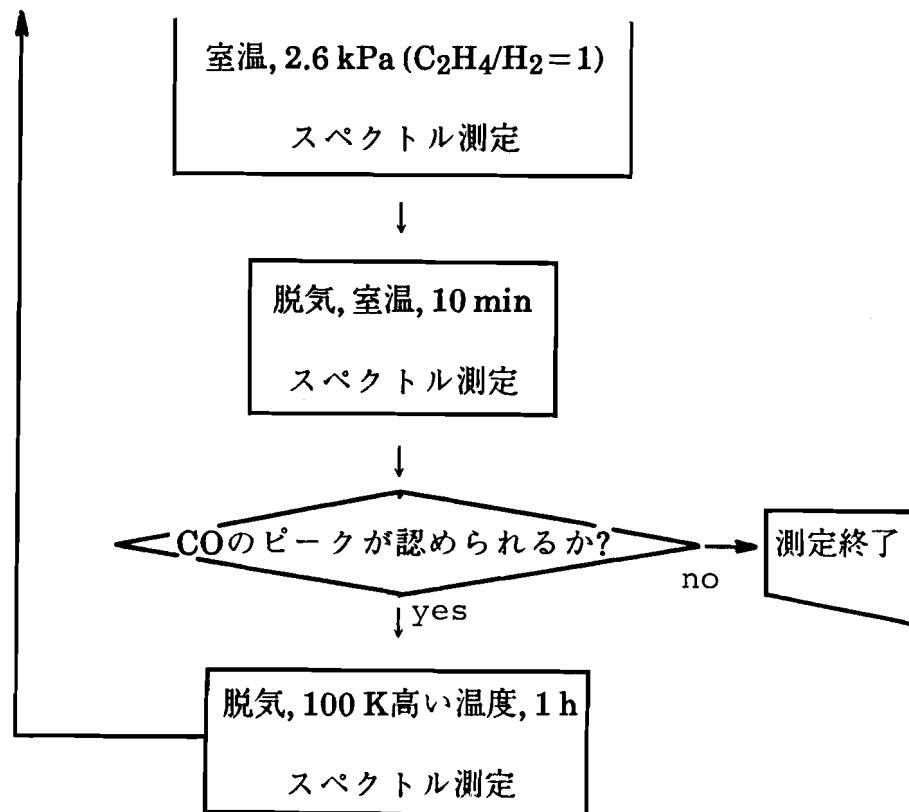 室温, 2.6 kPa (C₂H₄/H₂=1)
スペクトル測定
↓
脱気, 室温, 10 min
スペクトル測定
↓
COのピークが認められるか?
測定終了
no
↓ yes
脱気, 100 K高い温度, 1 h
スペクトル測定